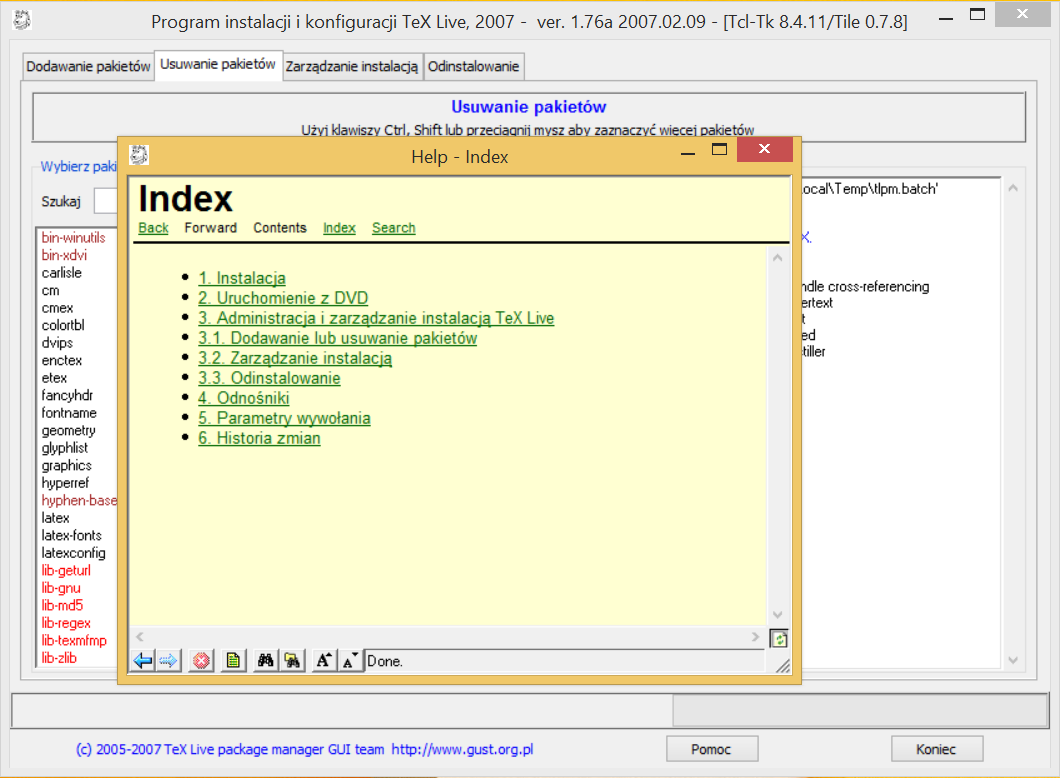 Program instalacji i konfiguracji TeX Live, 2007 - ver. 1.76a 2007.02.09 - [Tcl-Tk 8.4.11/Tile 0.7.8]
Dodawanie pakietów Usuwanie pakietów Zarządzanie instalacją Odinstalowanie
Usuwanie pakietów
Użyj klawiszy Ctrl, Shift lub przeciągnij mysz aby zaznaczyć więcej pakietów
Wybierz paki
Szukaj
bin-winutils
bin-xdvi
carlisle
cm
cmex
colortbl
dvips
enctex
etex
fancyhdr
fontname
geometry
glyphlist
graphics
hyperref
hyphen-base
latex
latex-fonts
latexconfig
lib-geturl
lib-gnu
lib-md5
lib-regex
lib-texmfmp
lib-zlib
Help - Index
Index
Back Forward Contents Index Search
1. Instalacja
2. Uruchomienie z DVD
3. Administracja i zarządzanie instalacją TeX Live
3.1. Dodawanie lub usuwanie pakietów
3.2. Zarządzanie instalacją
3.3. Odinstalowanie
4. Odnośniki
5. Parametry wywołania
6. Historia zmian
Done.
ocal\Temp\tlpm.batch'
X.
ndle cross-referencing
ertext
t
ed
tiller
(c) 2005-2007 TeX Live package manager GUI team http://www.gust.org.pl
Pomoc
Koniec